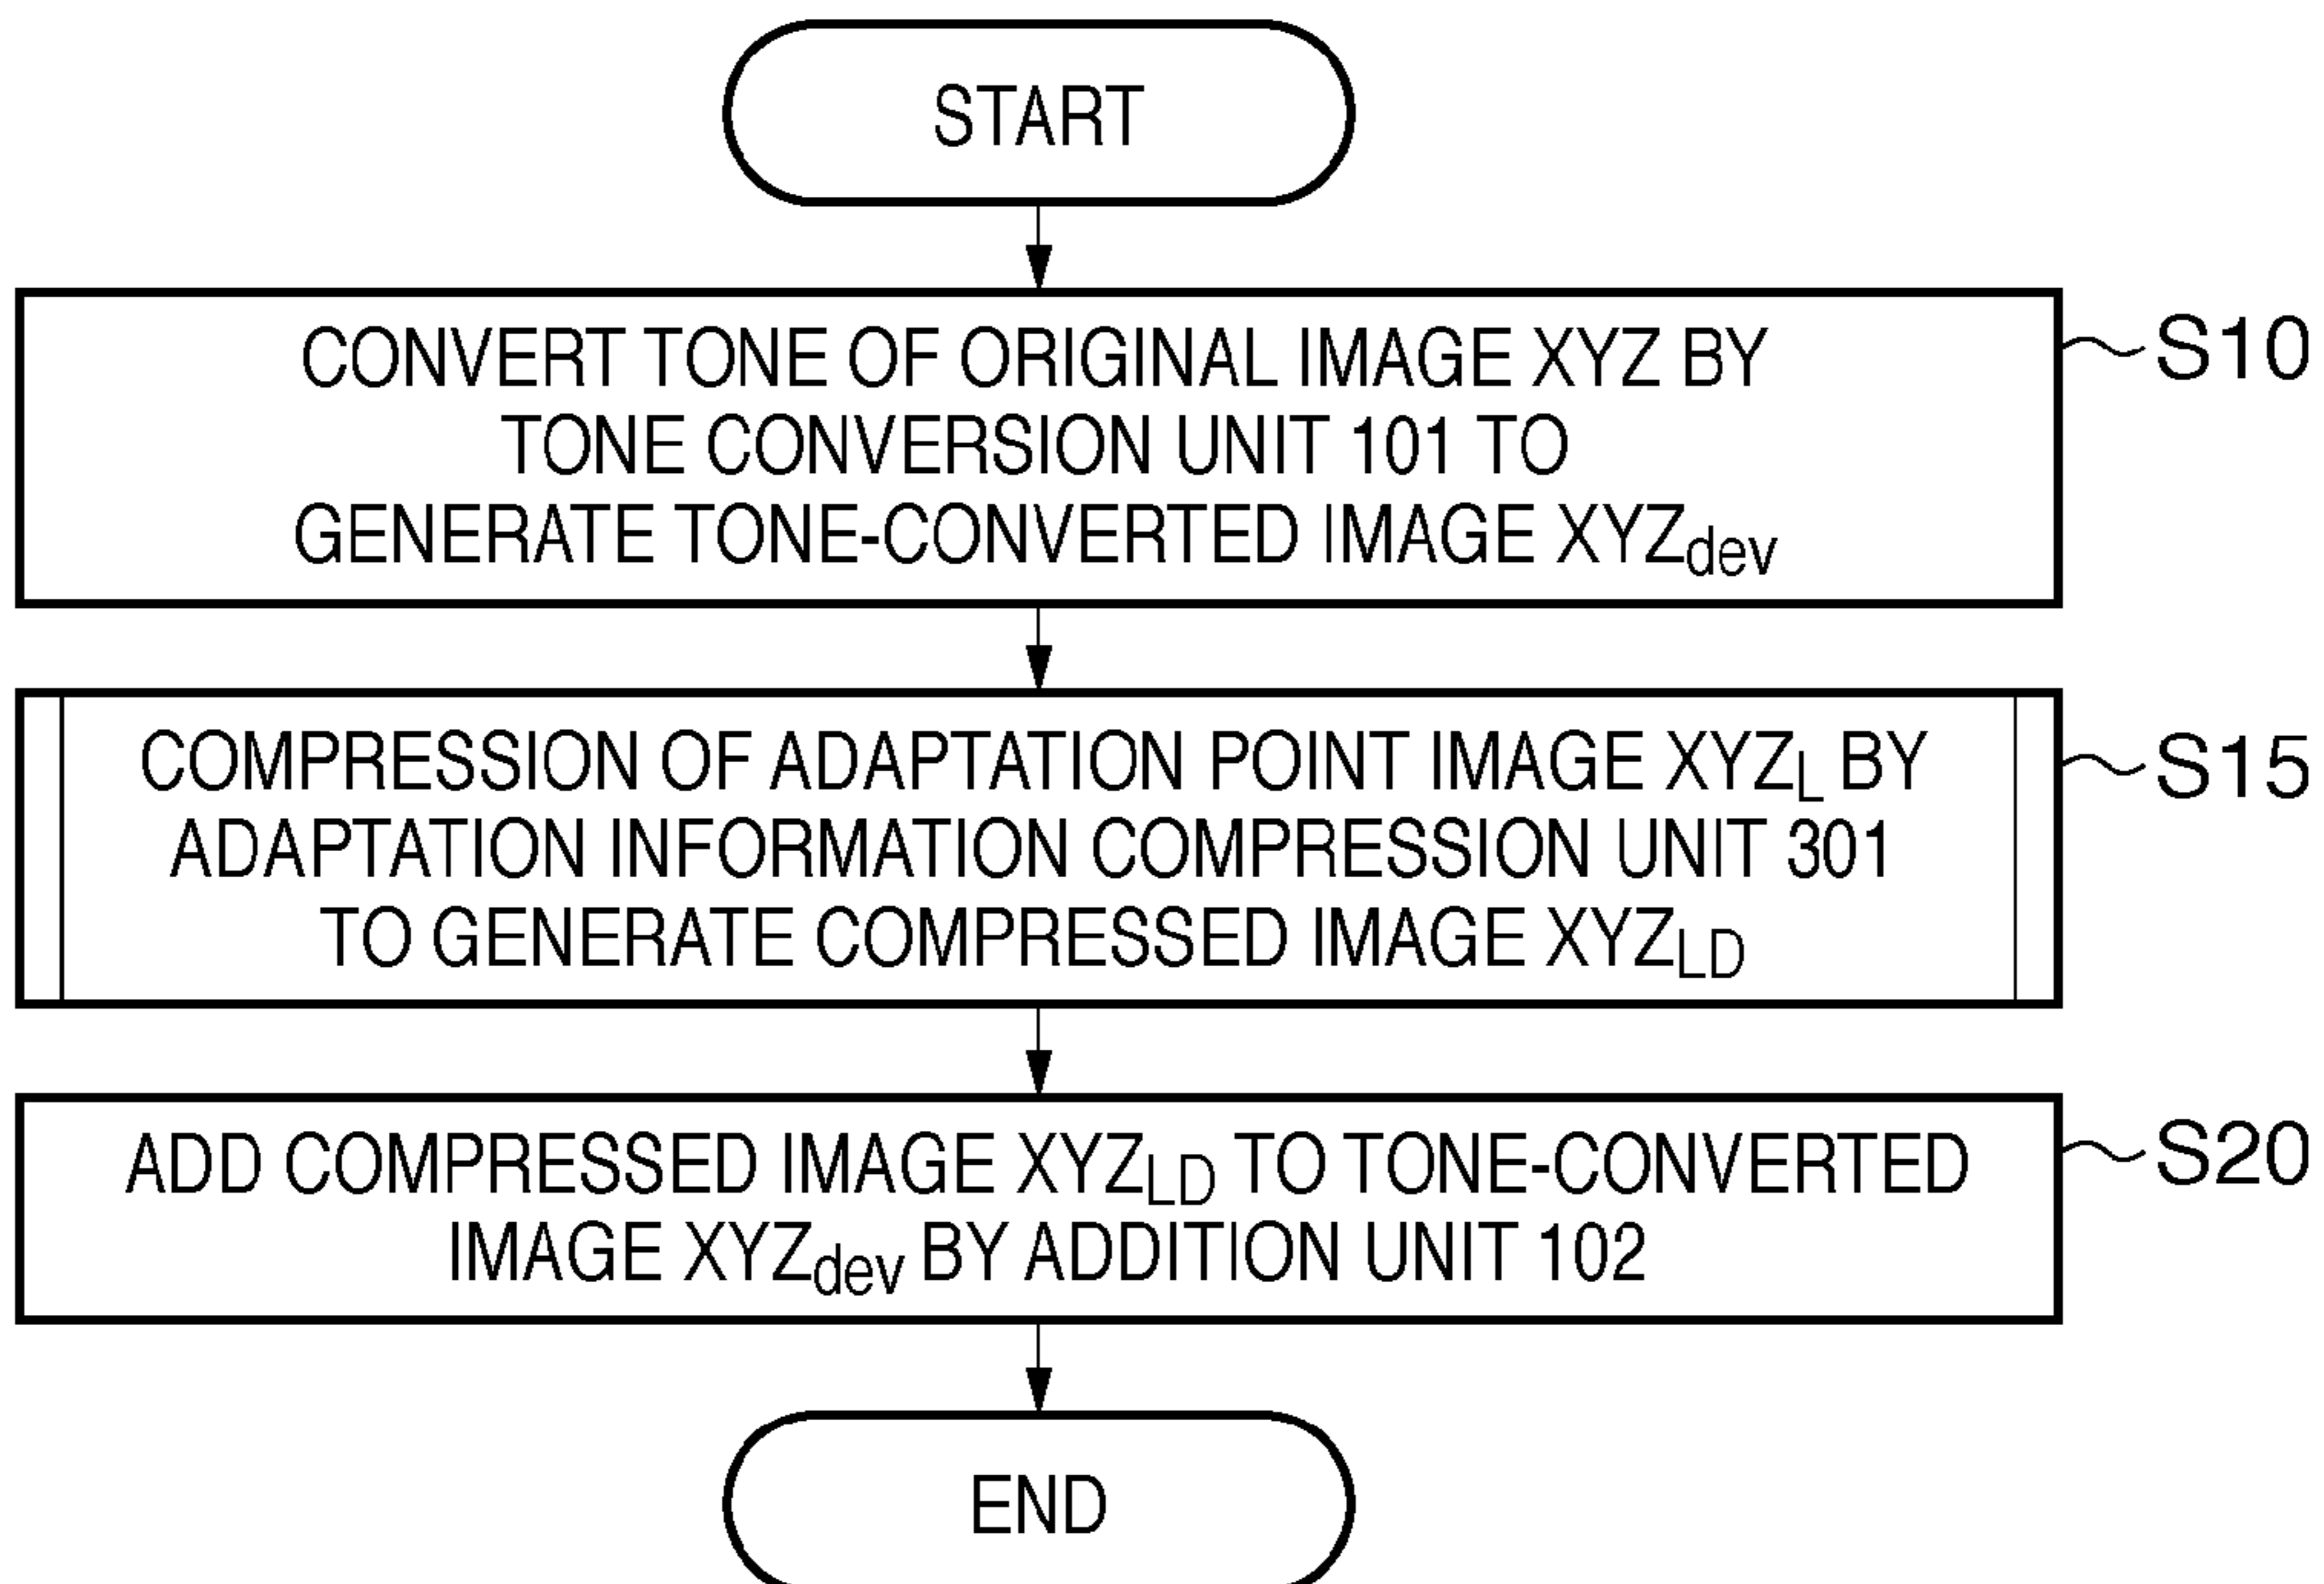 START
CONVERT TONE OF ORIGINAL IMAGE XYZ BY
TONE CONVERSION UNIT 101 TO
GENERATE TONE-CONVERTED IMAGE XYZdev
S10
COMPRESSION OF ADAPTATION POINT IMAGE XYZL BY
ADAPTATION INFORMATION COMPRESSION UNIT 301
TO GENERATE COMPRESSED IMAGE XYZLD
S15
ADD COMPRESSED IMAGE XYZLD TO TONE-CONVERTED
IMAGE XYZdev BY ADDITION UNIT 102
S20
END